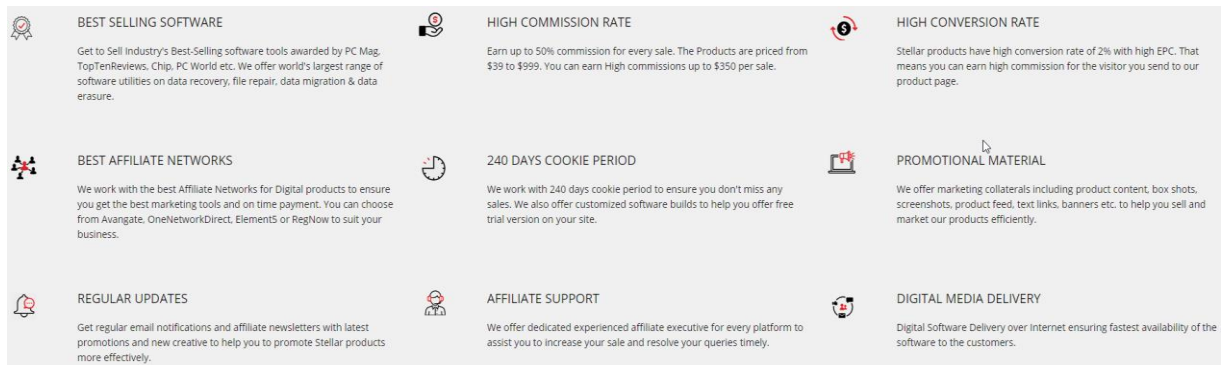 BEST SELLING SOFTWARE
Get to Sell Industry's Best-Selling software tools awarded by PC Mag,
TopTenReviews, Chip, PC World etc. We offer world's largest range of
software utilities on data recovery, file repair, data migration & data
erasure.
HIGH COMMISSION RATE
Earn up to 50% commission for every sale. The Products are priced from
$39 to $999. You can earn High commissions up to $350 per sale.
HIGH CONVERSION RATE
Stellar products have high conversion rate of 2% with high EPC. That
means you can earn high commission for the visitor you send to our
product page.
BEST AFFILIATE NETWORKS
We work with the best Affiliate Networks for Digital products to ensure
you get the best marketing tools and on time payment. You can choose
from Avangate, OneNetworkDirect, Element5 or RegNow to suit your
business.
240 DAYS COOKIE PERIOD
We work with 240 days cookie period to ensure you don't miss any
sales. We also offer customized software builds to help you offer free
trial version on your site.
PROMOTIONAL MATERIAL
We offer marketing collaterals including product content, box shots,
screenshots, product feed, text links, banners etc. to help you sell and
market our products efficiently.
REGULAR UPDATES
Get regular email notifications and affiliate newsletters with latest
promotions and new creative to help you to promote Stellar products
more effectively.
AFFILIATE SUPPORT
We offer dedicated experienced affiliate executive for every platform to
assist you to increase your sale and resolve your queries timely.
DIGITAL MEDIA DELIVERY
Digital Software Delivery over Internet ensuring fastest availability of the
software to the customers.